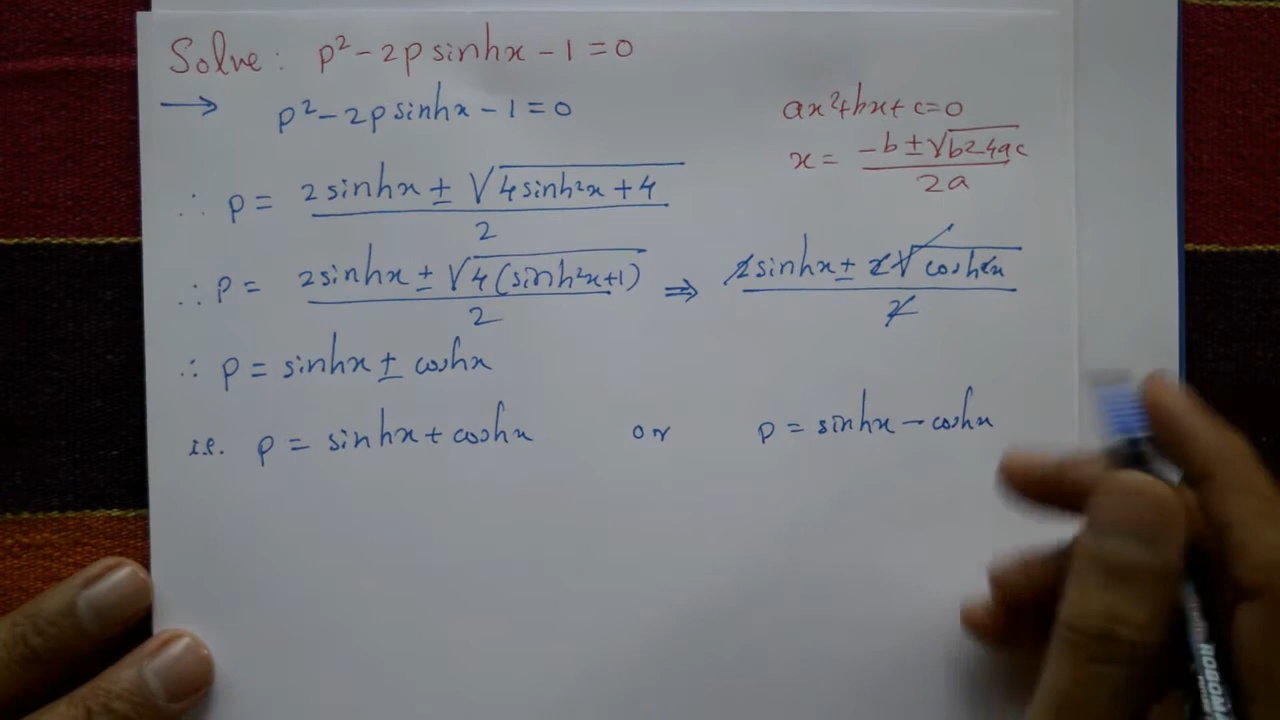 Solve: p² - 2p sinhx - 1 = 0
→ p² - 2p sinhx - 1 = 0
ax² + bx + c = 0
x = -b ± √b² 4ac / 2a
∴ p = 2 sinhx ± √4 sinh²x + 4 / 2
∴ p = 2 sinhx ± √4 (sinh²x + 1) / 2 ⇒ 2 sinhx ± 2 √cosh²x / 2
∴ p = sinhx ± coshx
i.e. p = sinhx + coshx or p = sinhx - coshx